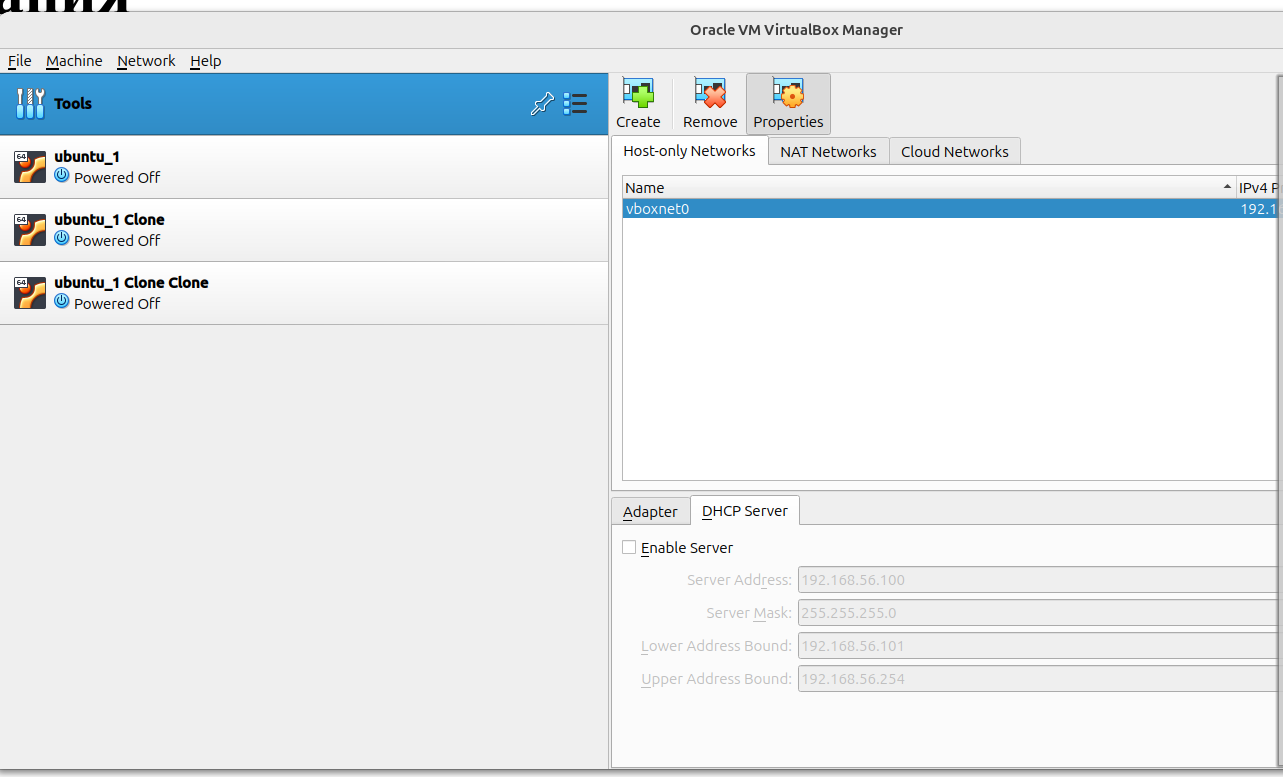 ания
Oracle VM VirtualBox Manager
File Machine Network Help
Tools
64
ubuntu_1
Powered Off
64
ubuntu_1 Clone
Powered Off
64
ubuntu_1 Clone Clone
Powered Off
Create Remove Properties
Host-only Networks NAT Networks Cloud Networks
Name IPv4 P
vboxnet0 192.1
Adapter DHCP Server
Enable Server
Server Address: 192.168.56.100
Server Mask: 255.255.255.0
Lower Address Bound: 192.168.56.101
Upper Address Bound: 192.168.56.254